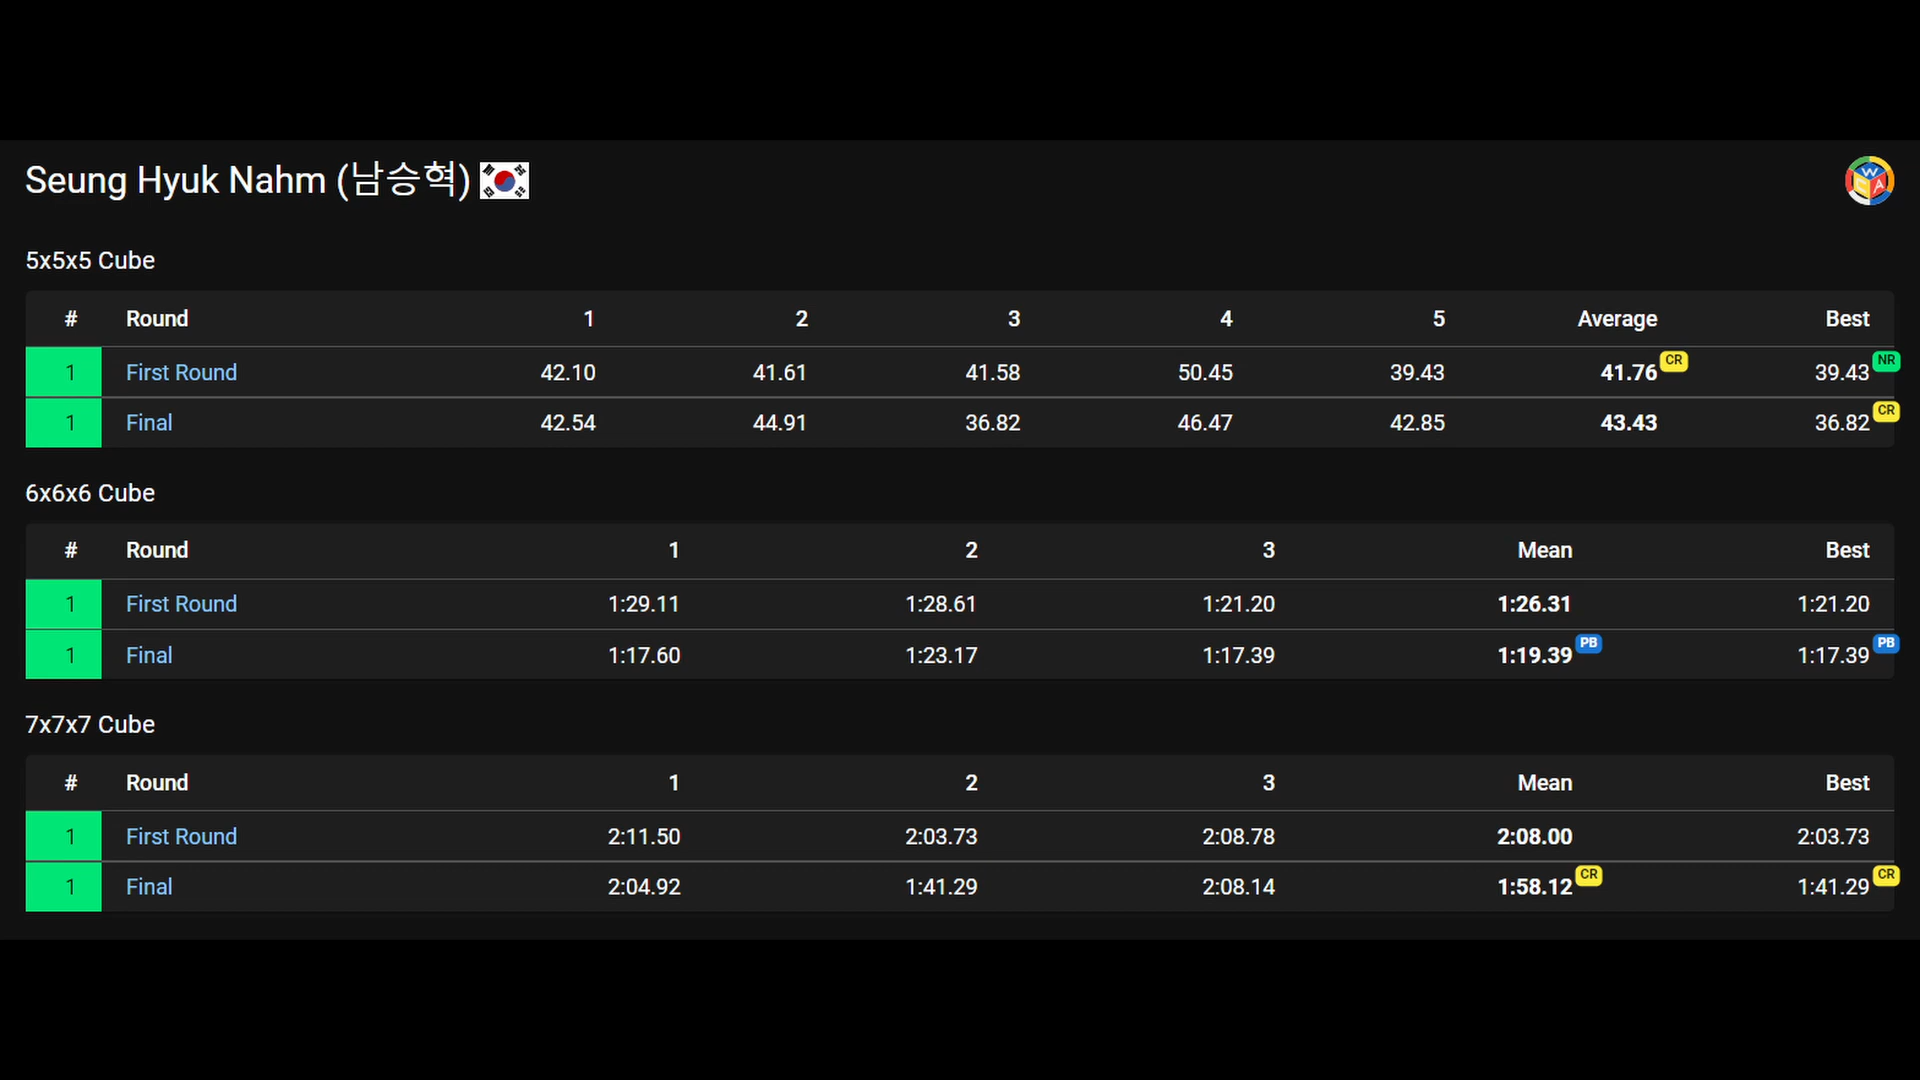 Seung Hyuk Nahm (남승혁)
WCA
5x5x5 Cube
# Round 1 2 3 4 5 Average Best
1 First Round 42.10 41.61 41.58 50.45 39.43 41.76 CR 39.43 NR
1 Final 42.54 44.91 36.82 46.47 42.85 43.43 36.82 CR
6x6x6 Cube
# Round 1 2 3 Mean Best
1 First Round 1:29.11 1:28.61 1:21.20 1:26.31 1:21.20
1 Final 1:17.60 1:23.17 1:17.39 1:19.39 PB 1:17.39 PB
7x7x7 Cube
# Round 1 2 3 Mean Best
1 First Round 2:11.50 2:03.73 2:08.78 2:08.00 2:03.73
1 Final 2:04.92 1:41.29 2:08.14 1:58.12 CR 1:41.29 CR